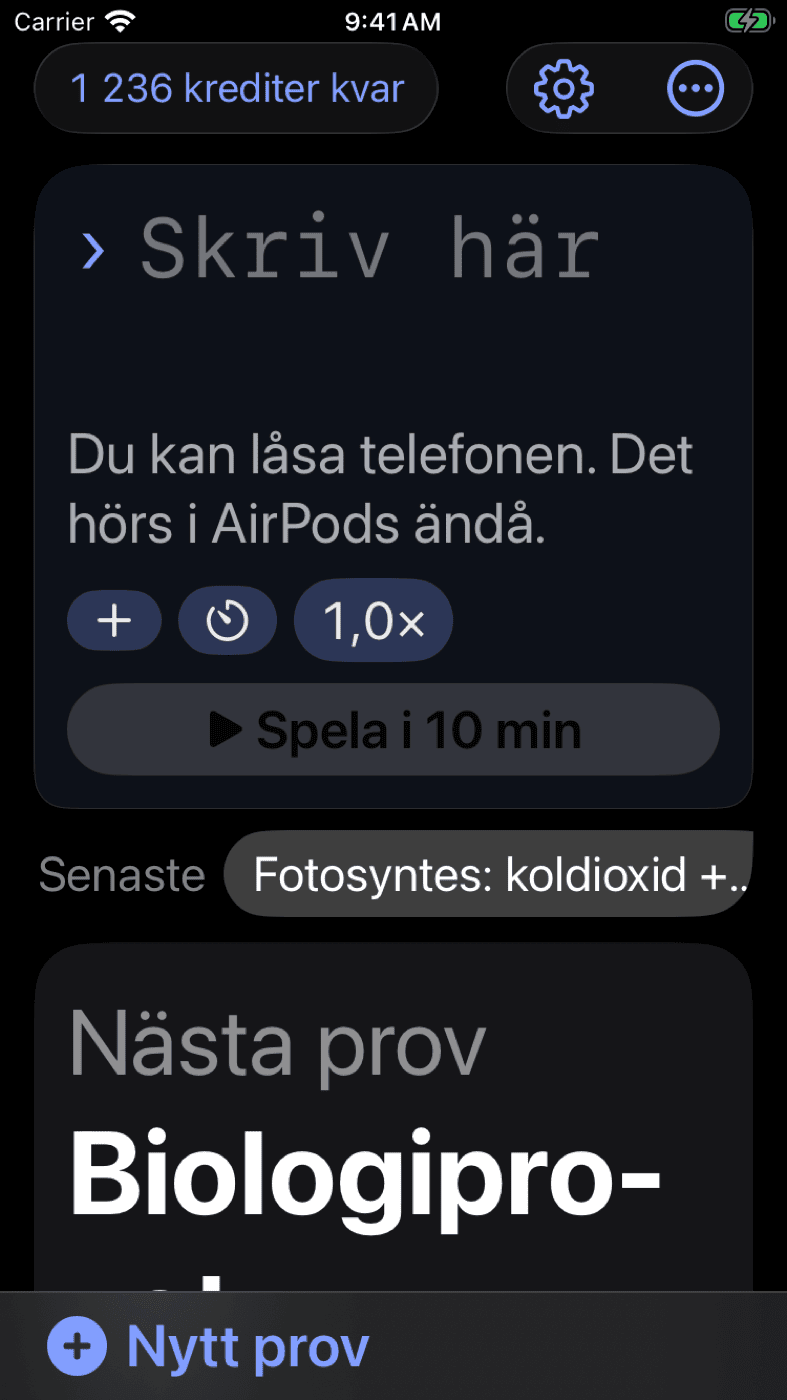 Carrier 9:41 AM
1 236 krediter kvar
› Skriv här
Du kan låsa telefonen. Det
hörs i AirPods ändå.
1,0×
Spela i 10 min
Senaste Fotosyntes: koldioxid +..
Nästa prov
Biologipro-
Nytt prov